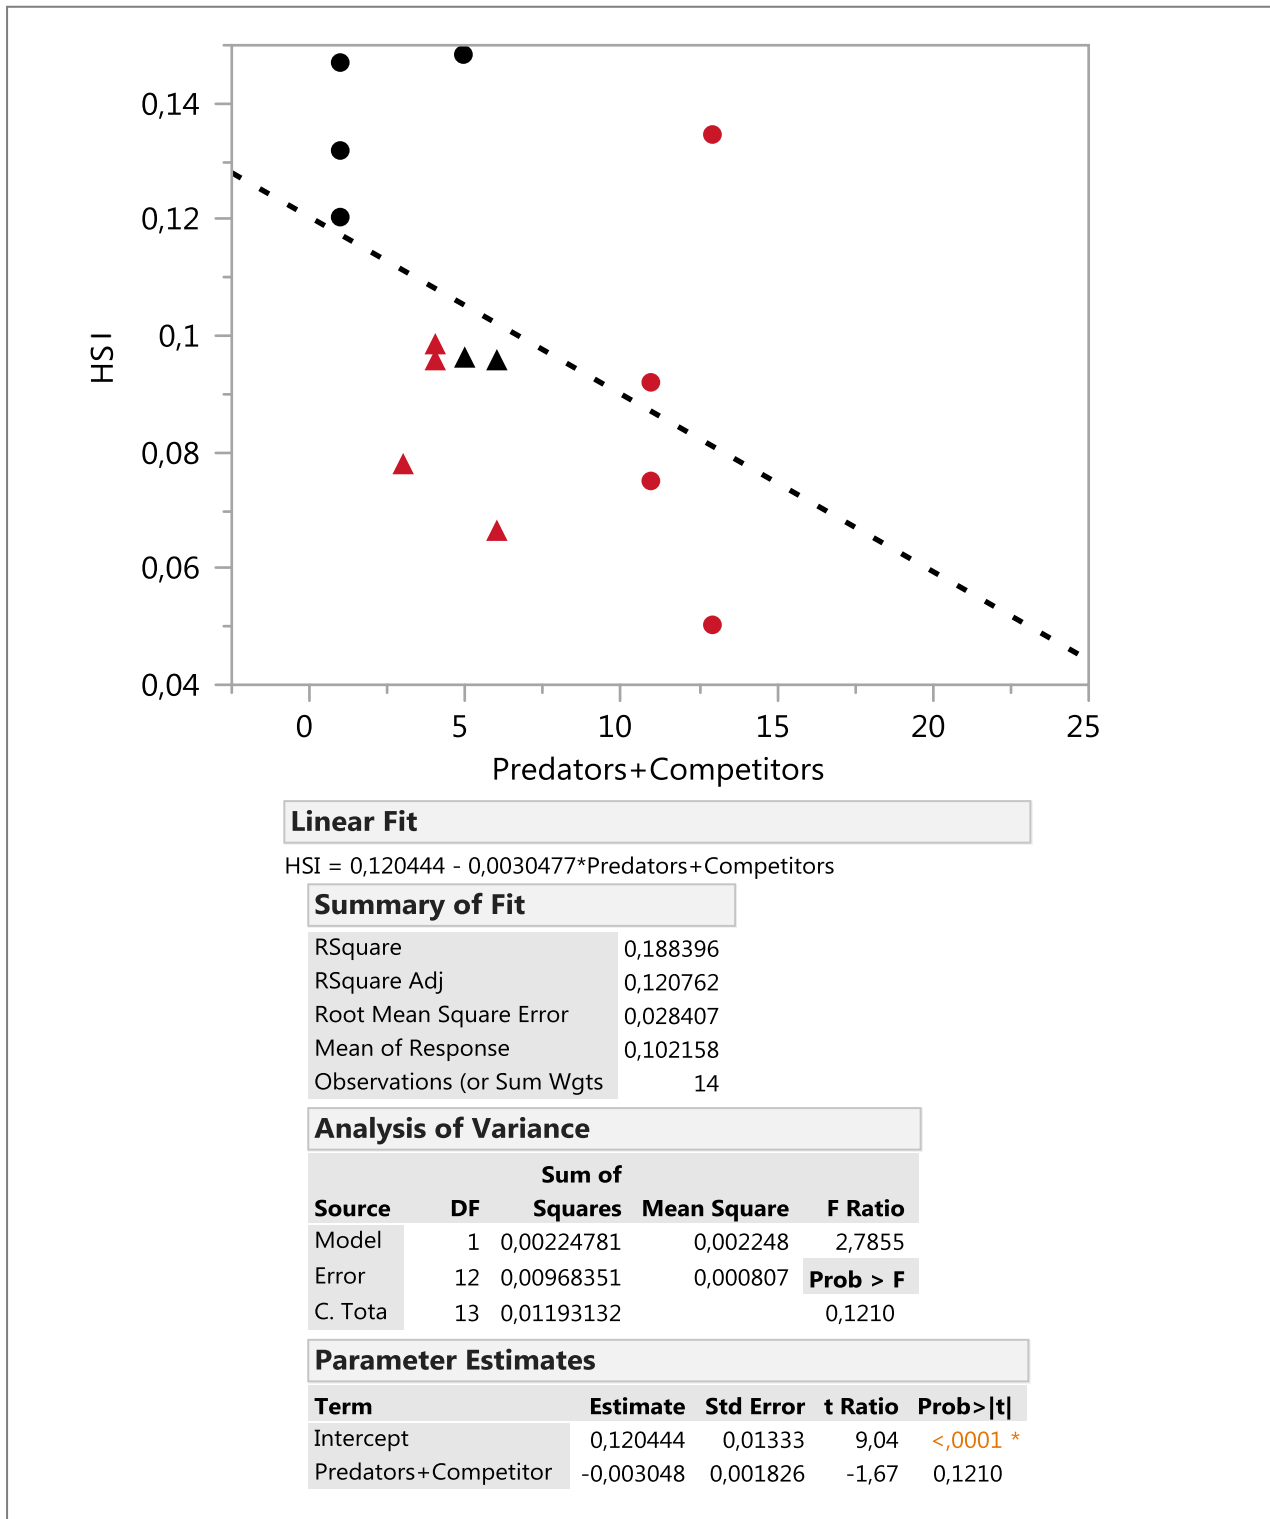 0,14
0,12
0,1
0,08
0,06
0,04
HSI
0 5 10 15 20 25
Predators+Competitors
Linear Fit
HSI = 0,120444 - 0,0030477*Predators+Competitors
Summary of Fit
RSquare 0,188396
RSquare Adj 0,120762
Root Mean Square Error 0,028407
Mean of Response 0,102158
Observations (or Sum Wgts 14
Analysis of Variance
Sum of
Source DF Squares Mean Square F Ratio
Model 1 0,00224781 0,002248 2,7855
Error 12 0,00968351 0,000807 Prob > F
C. Tota 13 0,01193132 0,1210
Parameter Estimates
Term Estimate Std Error t Ratio Prob>|t|
Intercept 0,120444 0,01333 9,04 <,0001 *
Predators+Competitor -0,003048 0,001826 -1,67 0,1210